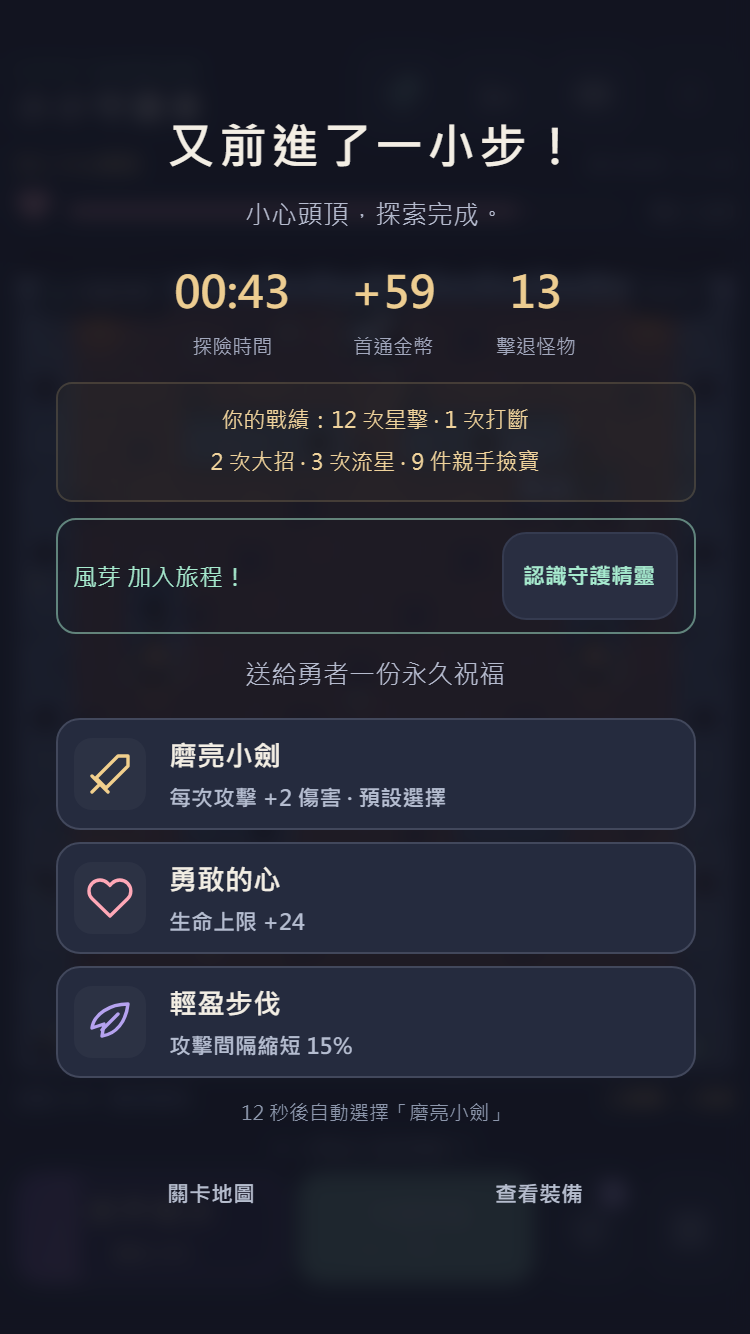 又前進了一小步！
小心頭頂，探索完成。
00:43 +59 13
探險時間 首通金幣 擊退怪物
你的戰績：12 次星擊 · 1 次打斷
2 次大招 · 3 次流星 · 9 件親手撿寶
風芽 加入旅程！ 認識守護精靈
送給勇者一份永久祝福
磨亮小劍
每次攻擊 +2 傷害 · 預設選擇
勇敢的心
生命上限 +24
輕盈步伐
攻擊間隔縮短 15%
12 秒後自動選擇「磨亮小劍」
關卡地圖 查看裝備